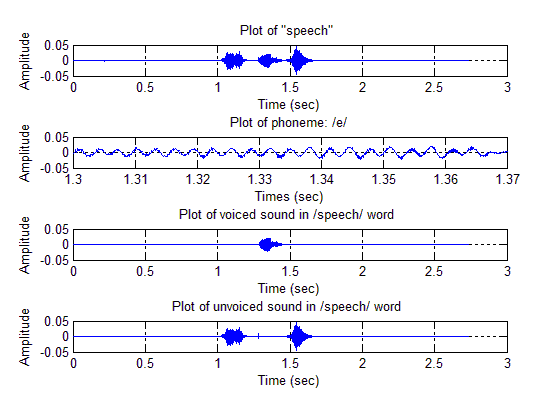 Plot of "speech"
Amplitude
0.05
0
-0.05
0 0.5 1 1.5 2 2.5 3
Time (sec)
Plot of phoneme: /e/
Amplitude
0.05
0
-0.05
1.3 1.31 1.32 1.33 1.34 1.35 1.36 1.37
Times (sec)
Plot of voiced sound in /speech/ word
Amplitude
0.05
0
-0.05
0 0.5 1 1.5 2 2.5 3
Time (sec)
Plot of unvoiced sound in /speech/ word
Amplitude
0.05
0
-0.05
0 0.5 1 1.5 2 2.5 3
Time (sec)